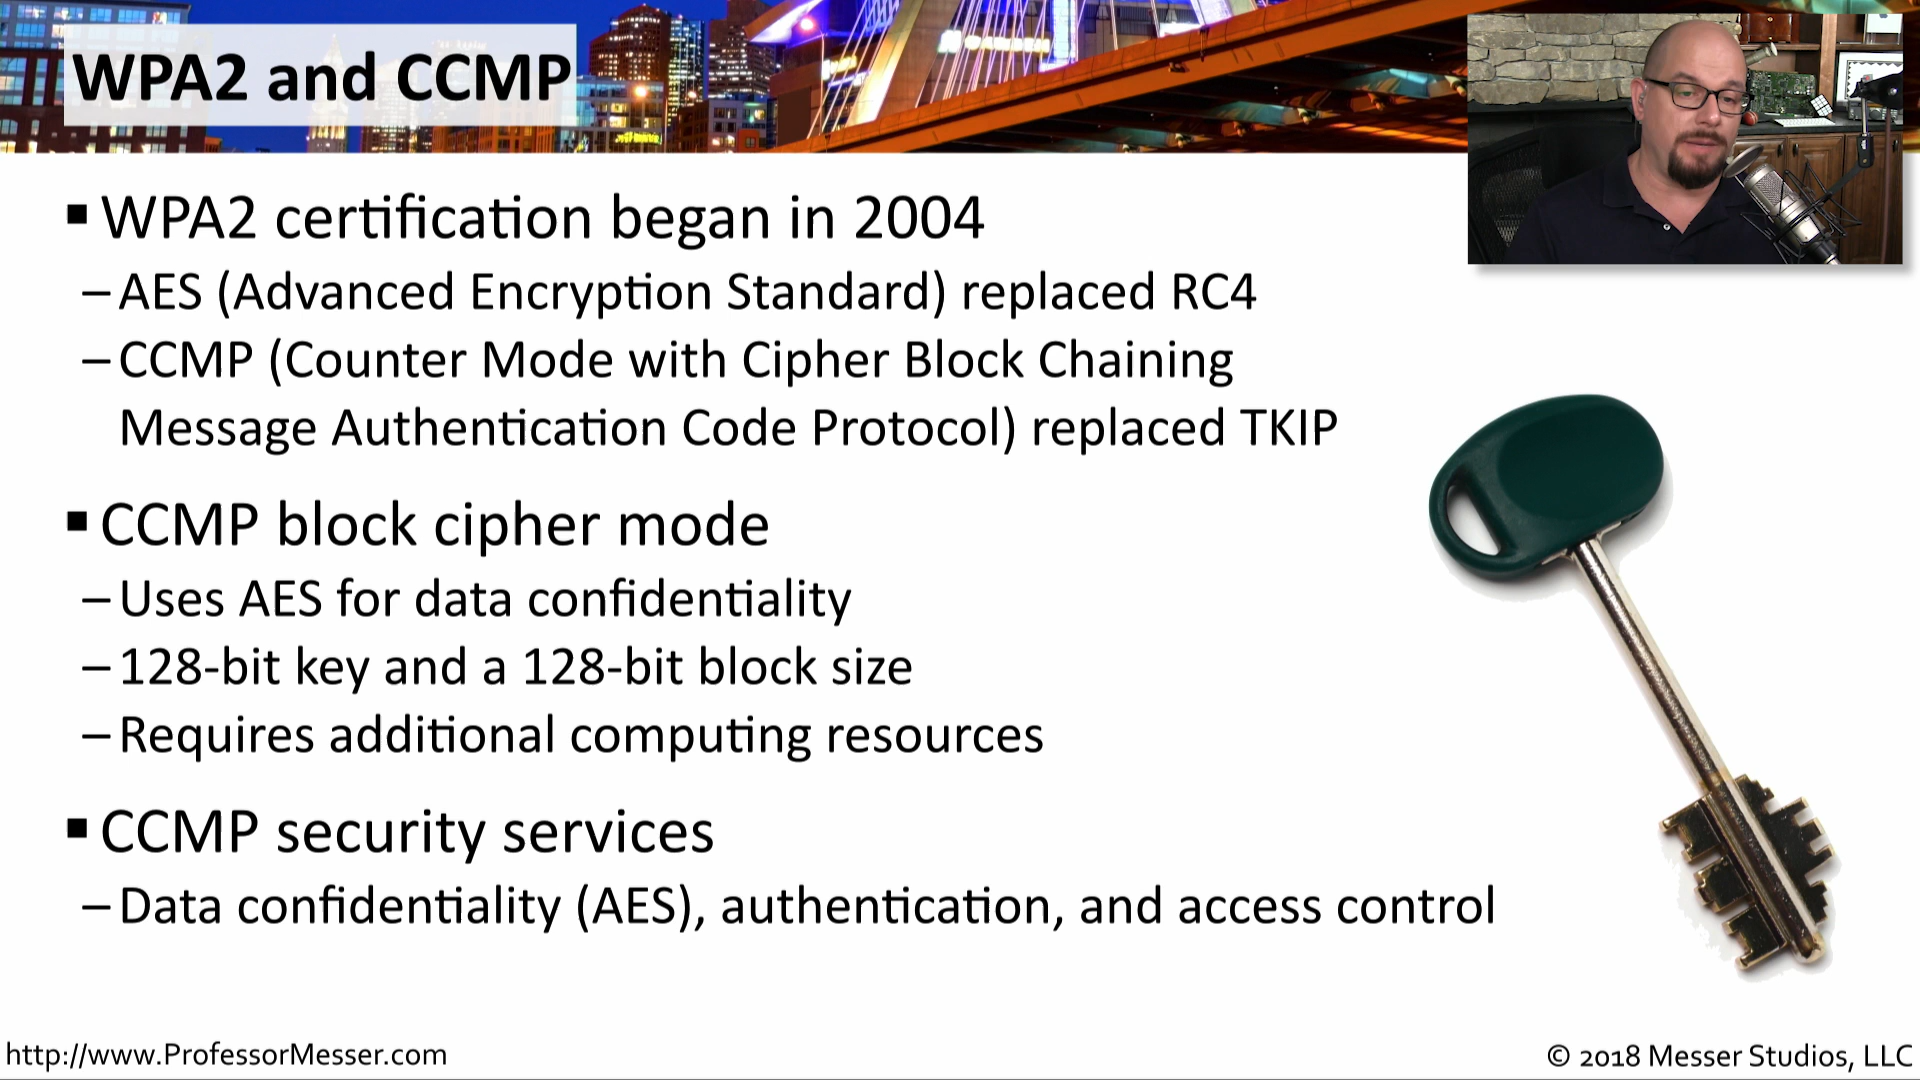 WPA2 and CCMP
▪ WPA2 certification began in 2004
– AES (Advanced Encryption Standard) replaced RC4
– CCMP (Counter Mode with Cipher Block Chaining
Message Authentication Code Protocol) replaced TKIP
▪ CCMP block cipher mode
– Uses AES for data confidentiality
– 128-bit key and a 128-bit block size
– Requires additional computing resources
▪ CCMP security services
– Data confidentiality (AES), authentication, and access control
http://www.ProfessorMesser.com
© 2018 Messer Studios, LLC